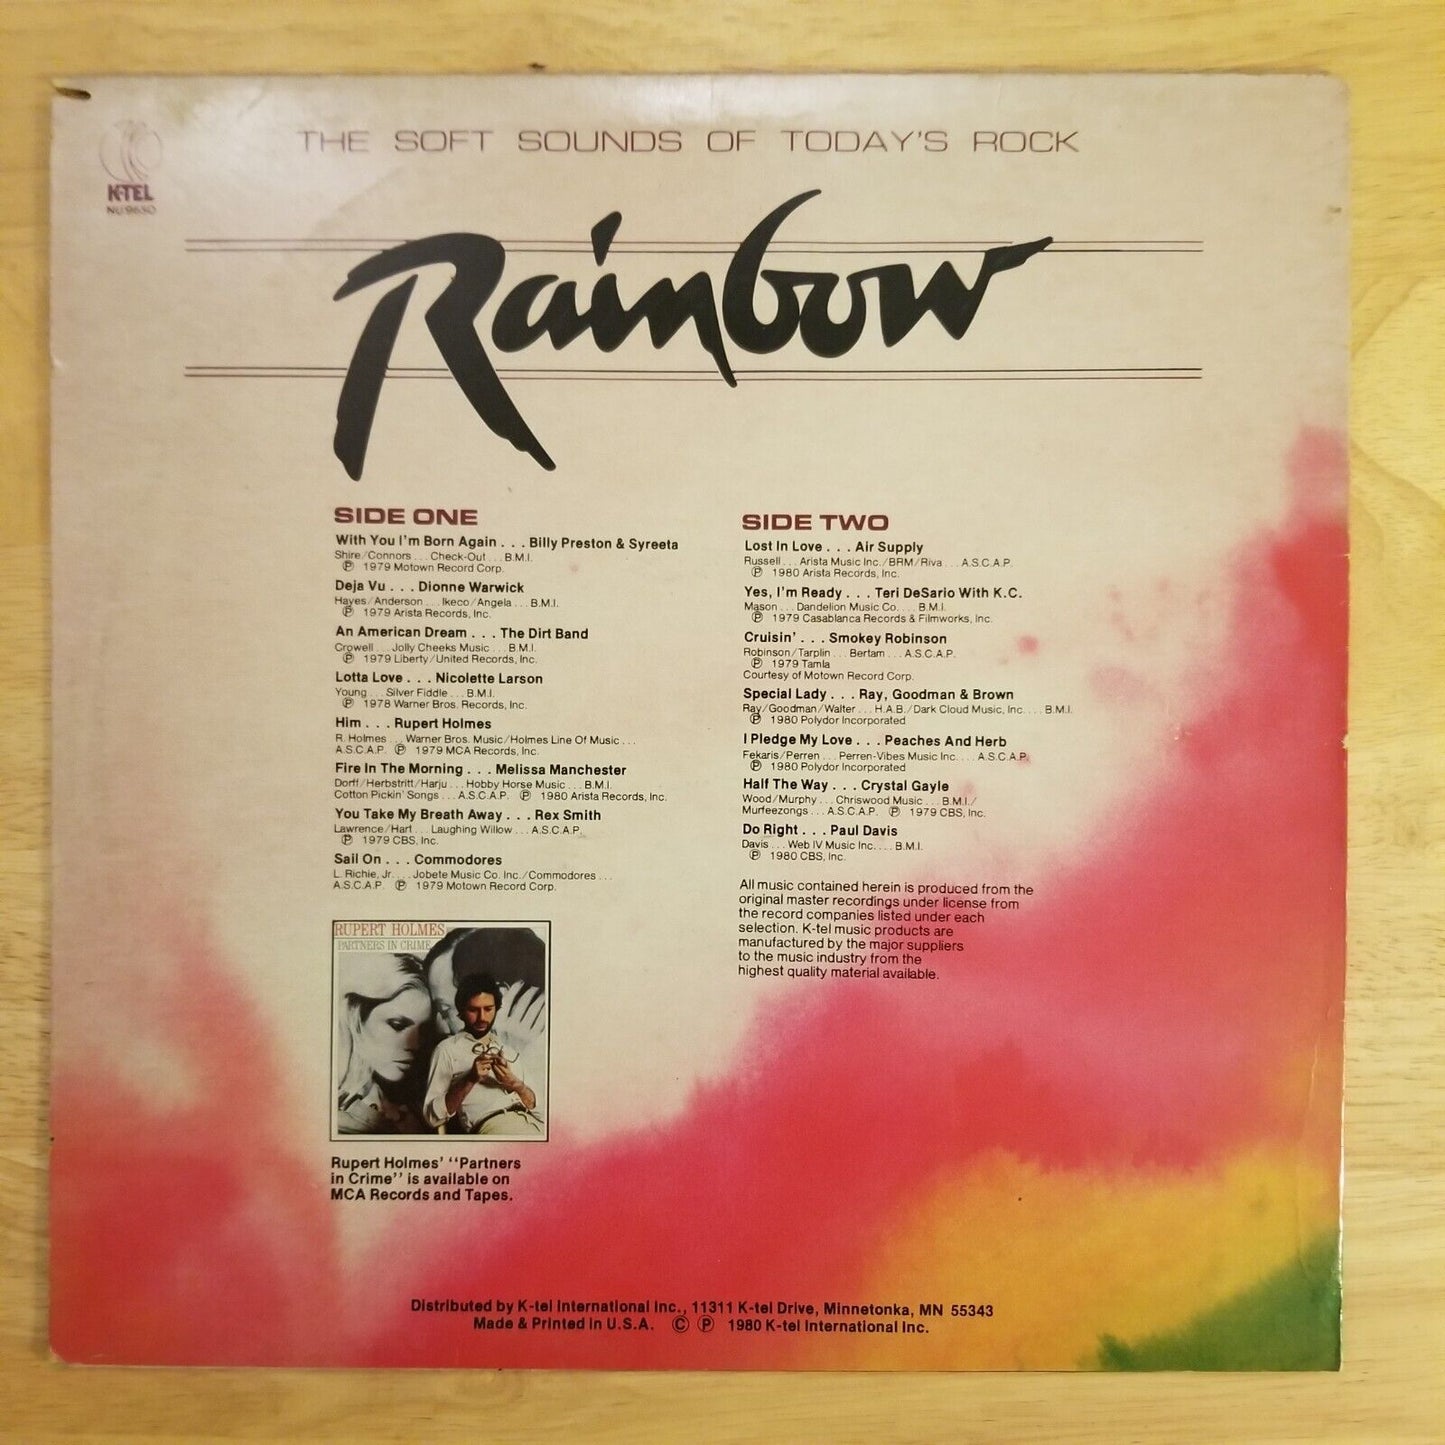 THE SOFT SOUNDS OF TODAY'S ROCK
K-TEL
NU9630
Rainbow
SIDE ONE
With You I'm Born Again . . . Billy Preston & Syreeta
Shire/Connors . . . Check-Out . . . B.M.I.
Ⓟ 1979 Motown Record Corp.
Deja Vu . . . Dionne Warwick
Hayes/Anderson . . . Ikeco/Angela . . . B.M.I.
Ⓟ 1979 Arista Records, Inc.
An American Dream . . . The Dirt Band
Crowell . . . Jolly Cheeks Music . . . B.M.I.
Ⓟ 1979 Liberty/United Records, Inc.
Lotta Love . . . Nicolette Larson
Young . . . Silver Fiddle . . . B.M.I.
Ⓟ 1978 Warner Bros. Records, Inc.
Him . . . Rupert Holmes
R. Holmes . . . Warner Bros. Music/Holmes Line Of Music . . .
A.S.C.A.P. Ⓟ 1979 MCA Records, Inc.
Fire In The Morning . . . Melissa Manchester
Dorff/Herbstritt/Harju . . . Hobby Horse Music . . . B.M.I.
Cotton Pickin' Songs . . . A.S.C.A.P. Ⓟ 1980 Arista Records, Inc.
You Take My Breath Away . . . Rex Smith
Lawrence/Hart . . . Laughing Willow . . . A.S.C.A.P.
Ⓟ 1979 CBS, Inc.
Sail On . . . Commodores
L. Richie, Jr. . . . Jobete Music Co. Inc./Commodores . . .
A.S.C.A.P. Ⓟ 1979 Motown Record Corp.
SIDE TWO
Lost In Love . . . Air Supply
Russell . . . Arista Music Inc./BRM/Riva . . . A.S.C.A.P.
Ⓟ 1980 Arista Records, Inc.
Yes, I'm Ready . . . Teri DeSario With K.C.
Mason . . . Dandelion Music Co. . . . B.M.I.
Ⓟ 1979 Casablanca Records & Filmworks, Inc.
Cruisin' . . . Smokey Robinson
Robinson/Tarplin . . . Bertam . . . A.S.C.A.P.
Ⓟ 1979 Tamla
Courtesy of Motown Record Corp.
Special Lady . . . Ray, Goodman & Brown
Ray/Goodman/Walter . . . H.A.B./Dark Cloud Music, Inc. . . . B.M.I.
Ⓟ 1980 Polydor Incorporated
I Pledge My Love . . . Peaches And Herb
Fekaris/Perren . . . Perren-Vibes Music Inc. . . . A.S.C.A.P.
Ⓟ 1980 Polydor Incorporated
Half The Way . . . Crystal Gayle
Wood/Murphy . . . Chriswood Music . . . B.M.I./
Murfeezongs . . . A.S.C.A.P. Ⓟ 1979 CBS, Inc.
Do Right . . . Paul Davis
Davis . . . Web IV Music Inc. . . . B.M.I.
Ⓟ 1980 CBS, Inc.
All music contained herein is produced from the
original master recordings under license from
the record companies listed under each
selection. K-tel music products are
manufactured by the major suppliers
to the music industry from the
highest quality material available.
RUPERT HOLMES
PARTNERS IN CRIME
Rupert Holmes' "Partners
in Crime" is available on
MCA Records and Tapes.
Distributed by K-tel International Inc., 11311 K-tel Drive, Minnetonka, MN 55343
Made & Printed In U.S.A. © Ⓟ 1980 K-tel International Inc.